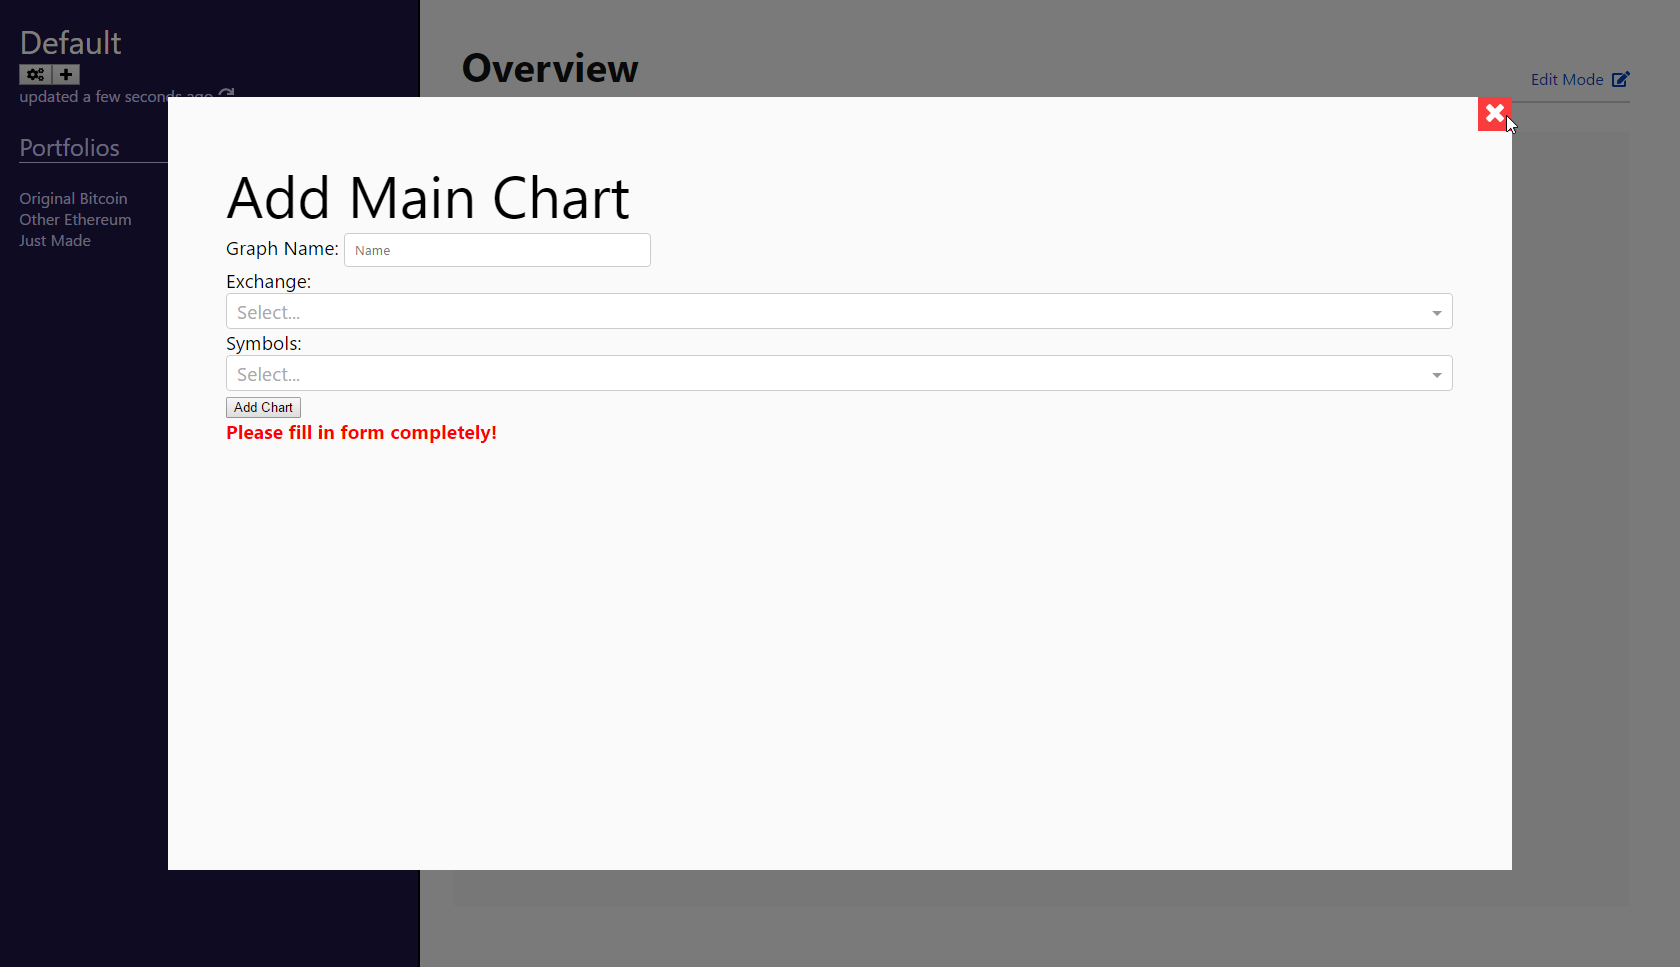 Default
updated a few seconds ago
Portfolios
Original Bitcoin
Other Ethereum
Just Made
Overview
Edit Mode
Add Main Chart
Graph Name: Name
Exchange:
Select...
Symbols:
Select...
Add Chart
Please fill in form completely!